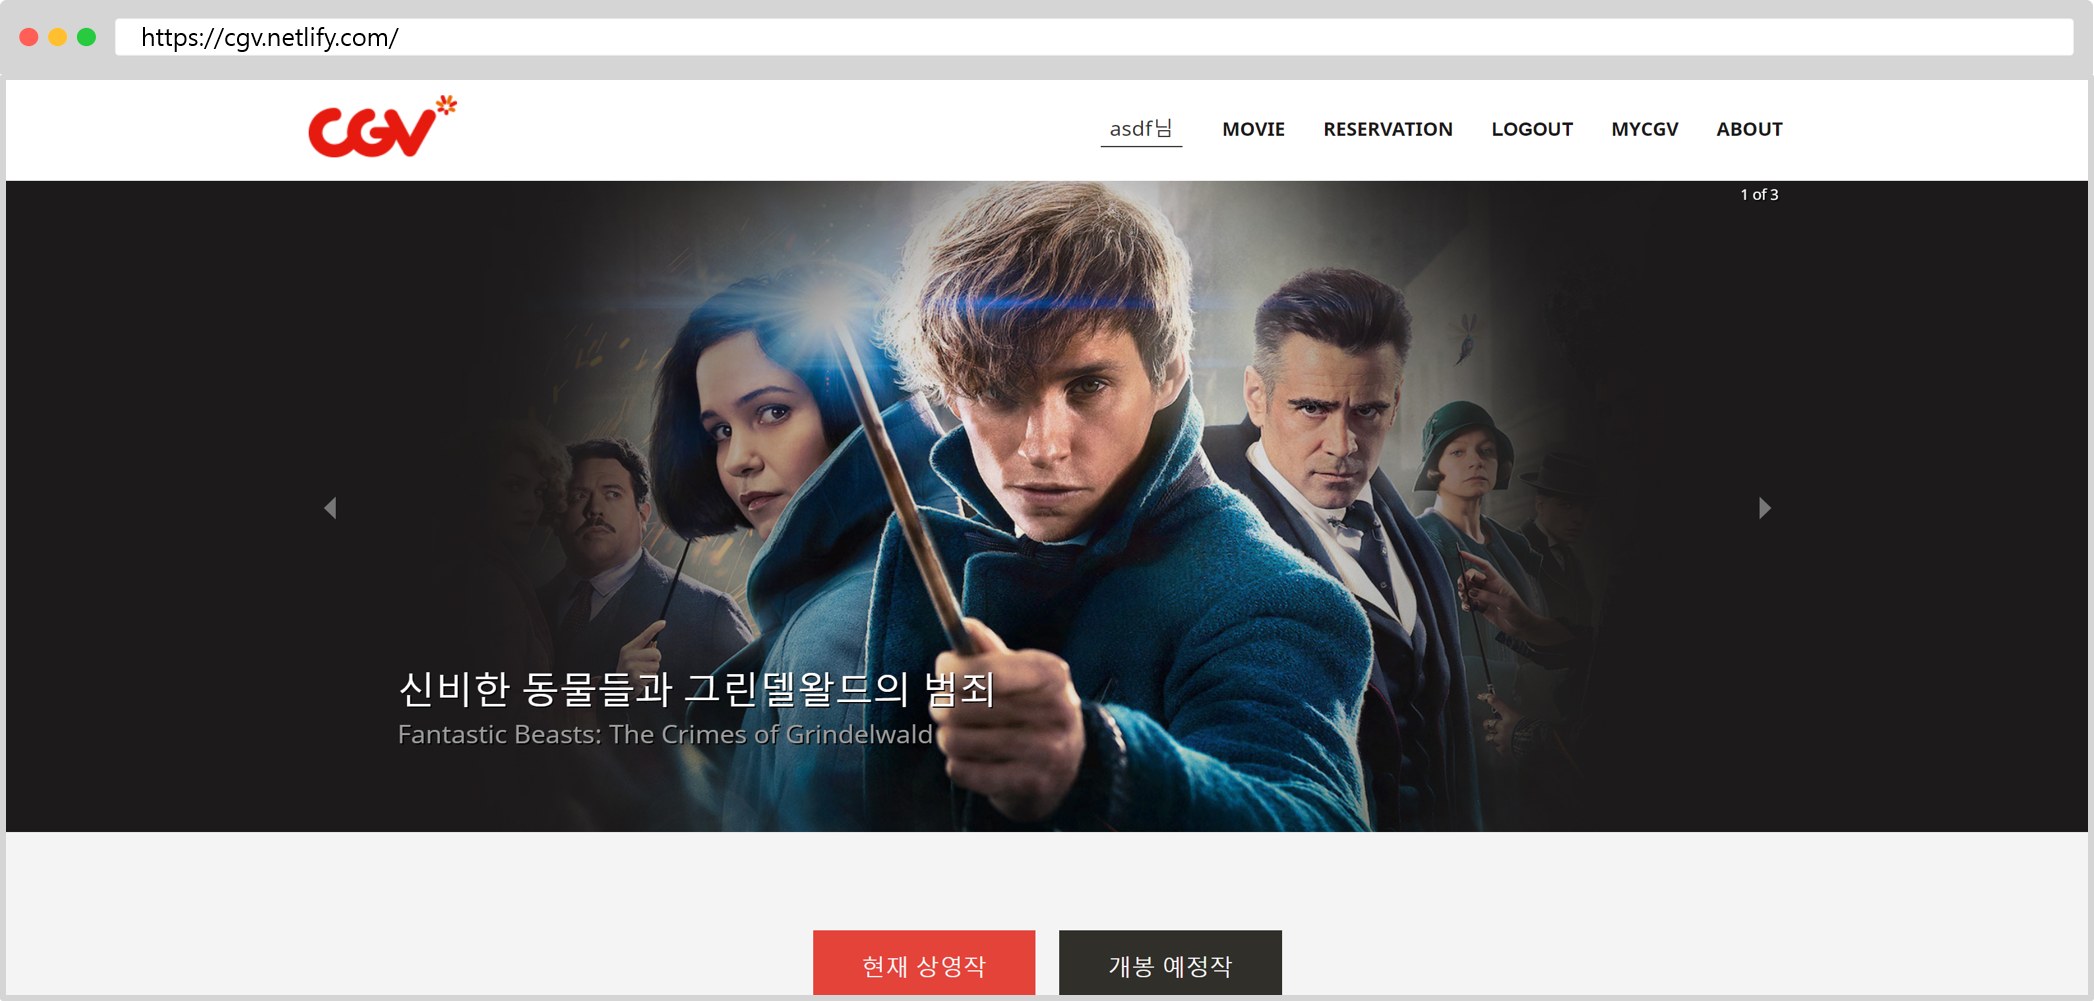 https://cgv.netlify.com/
CGV
asdf님 MOVIE RESERVATION LOGOUT MYCGV ABOUT
1 of 3
신비한 동물들과 그린델왈드의 범죄
Fantastic Beasts: The Crimes of Grindelwald
현재 상영작 개봉 예정작